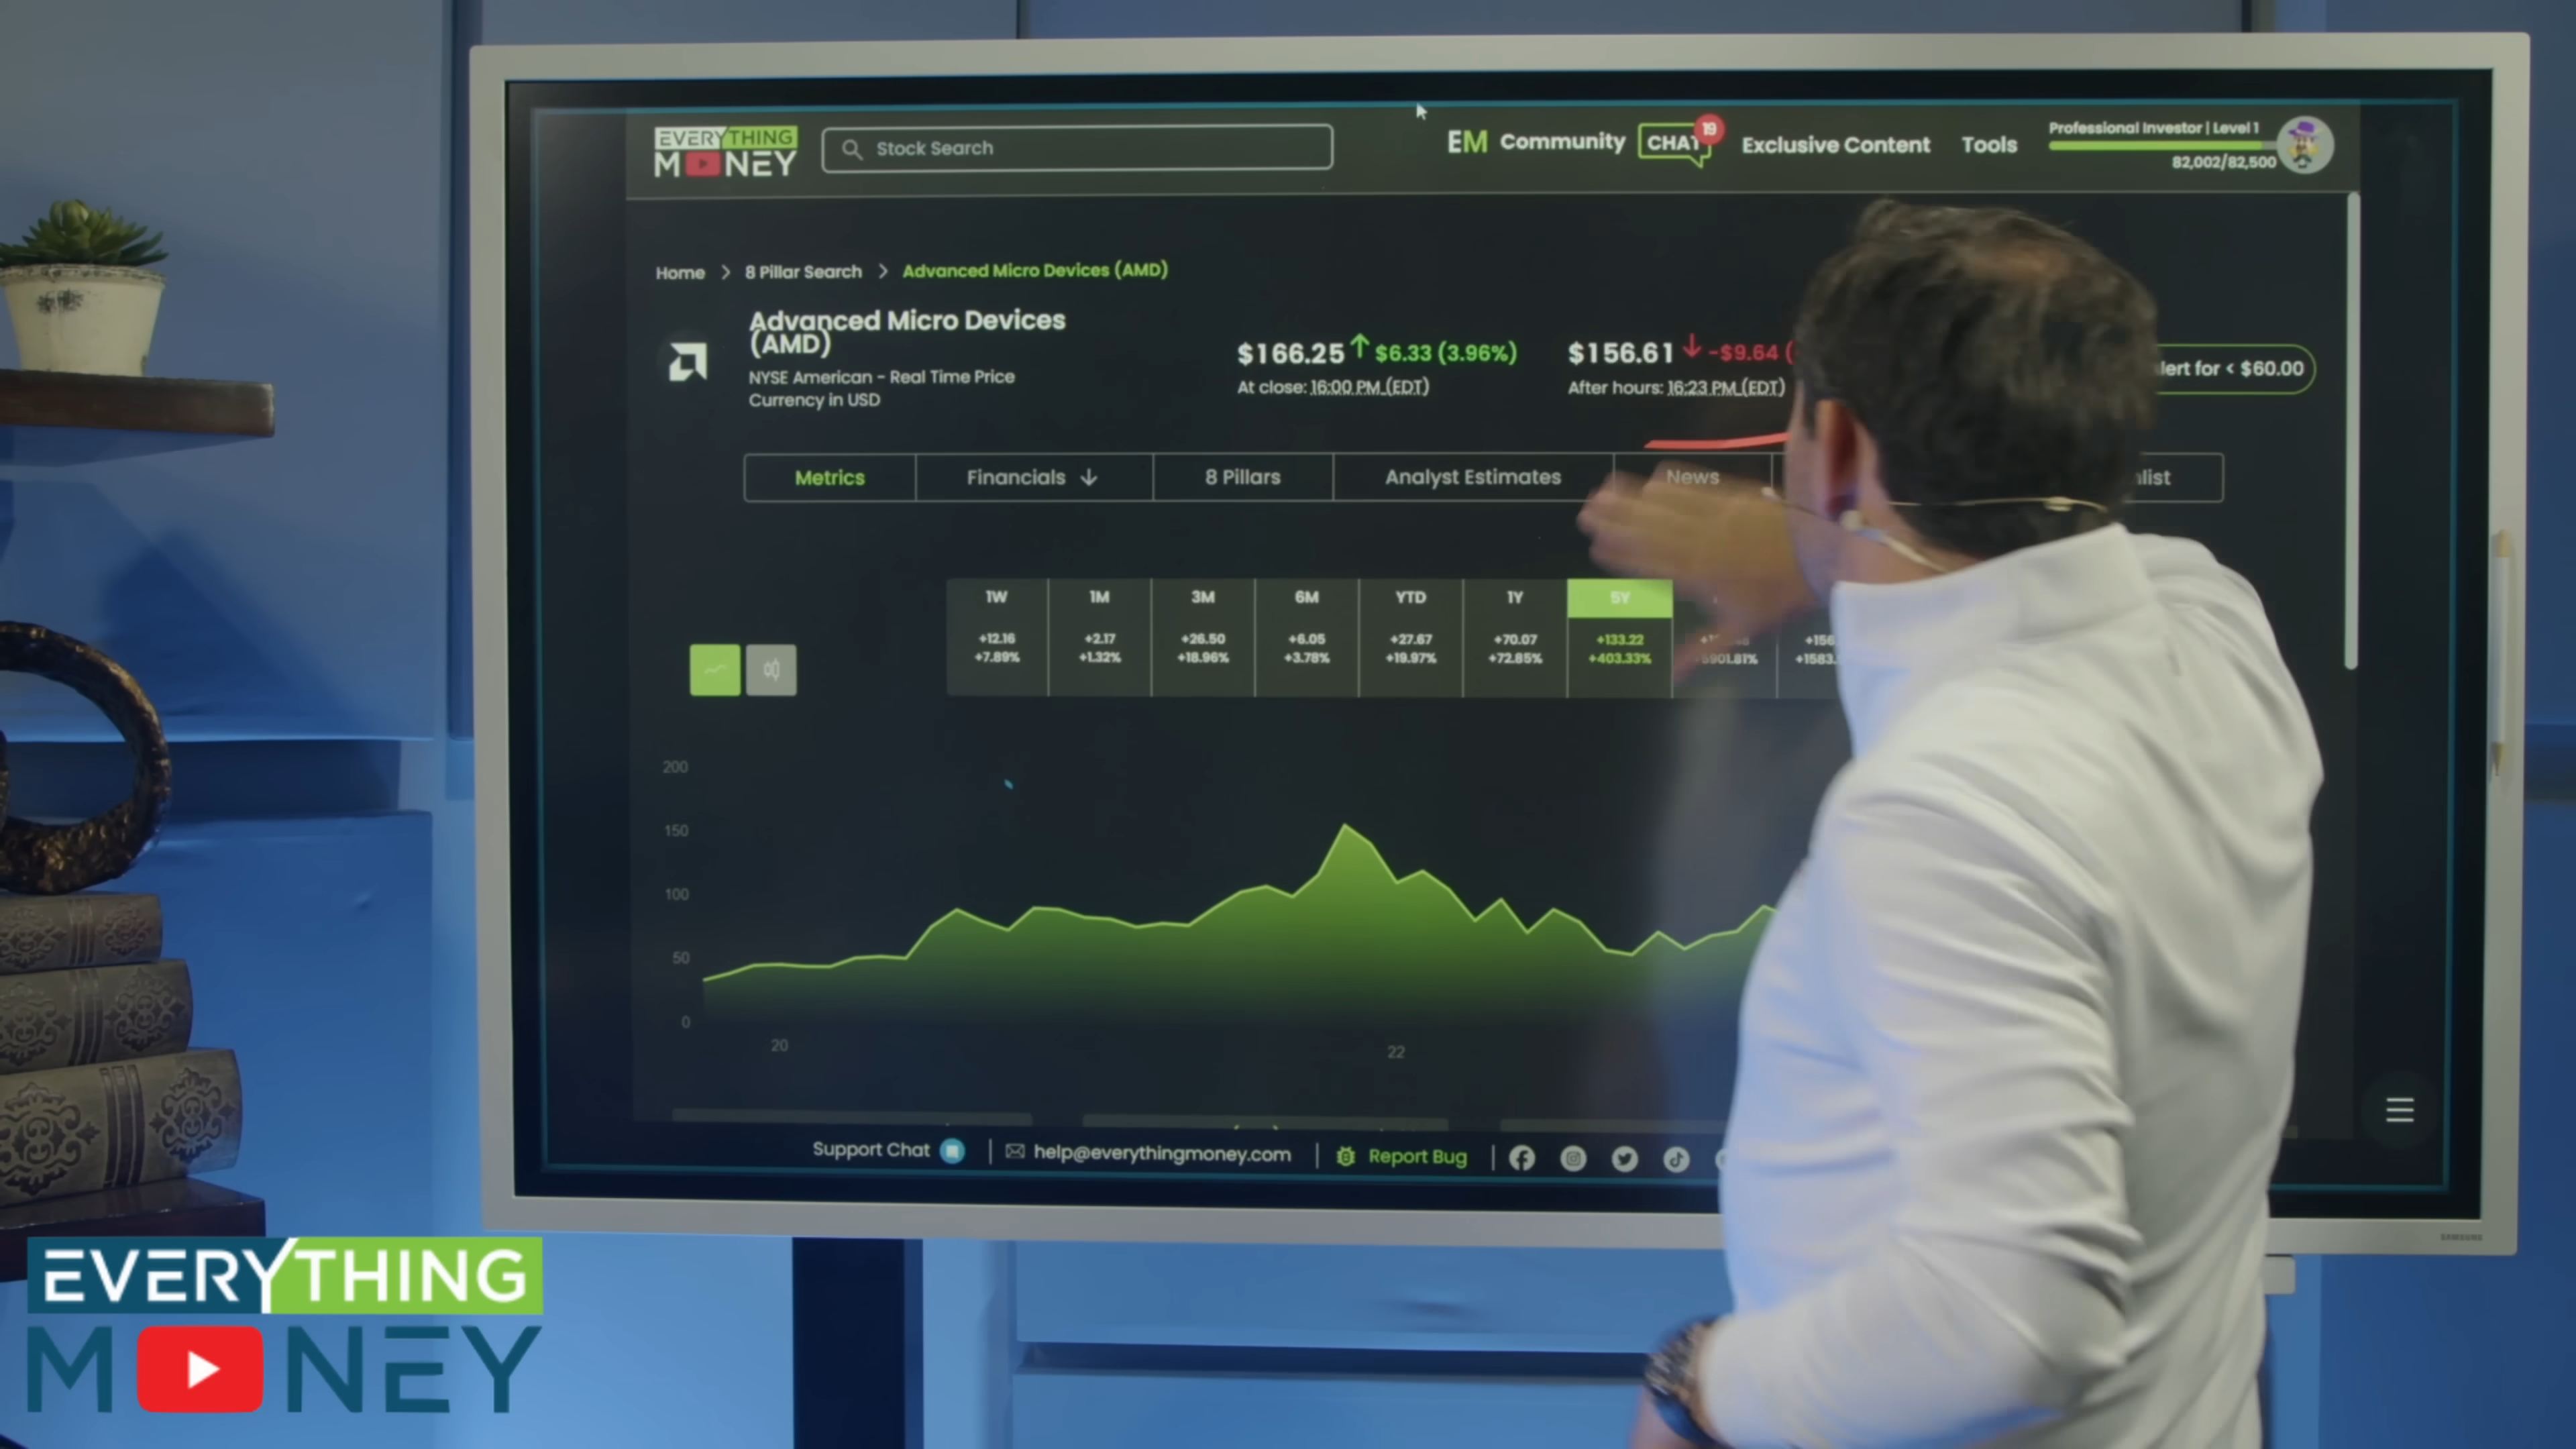 EVERYTHING
MONEY
Stock Search
EM Community
CHAT
19
Exclusive Content
Tools
Professional Investor | Level 1
82,002/82,500
Home > 8 Pillar Search > Advanced Micro Devices (AMD)
Advanced Micro Devices
(AMD)
NYSE American - Real Time Price
Currency in USD
$166.25 ↑ $6.33 (3.96%)
At close: 16:00 PM (EDT)
$156.61 ↓ -$9.64 (
After hours: 16:23 PM (EDT)
for < $60.00
Metrics
Financials ↓
8 Pillars
Analyst Estimates
News
1W
+12.16
+7.89%
1M
+2.17
+1.32%
3M
+26.50
+18.96%
6M
+6.05
+3.78%
YTD
+27.67
+19.97%
1Y
+70.07
+72.85%
5Y
+133.22
+403.33%
+156
+1583.
200
150
100
50
0
20
22
Support Chat
help@everythingmoney.com
Report Bug
SAMSUNG
EVERYTHING
MONEY